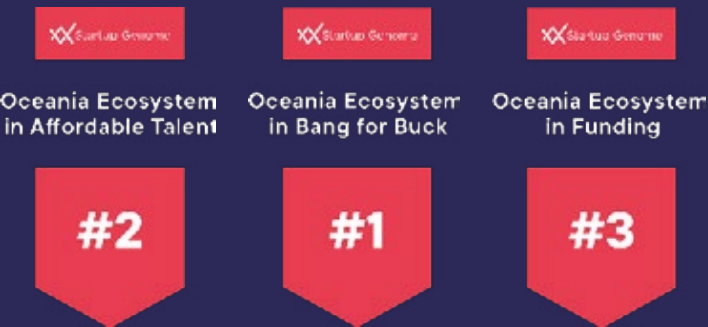 Startup Genome
Oceania Ecosystem
in Affordable Talent
#2
Startup Genome
Oceania Ecosystem
in Bang for Buck
#1
Startup Genome
Oceania Ecosystem
in Funding
#3